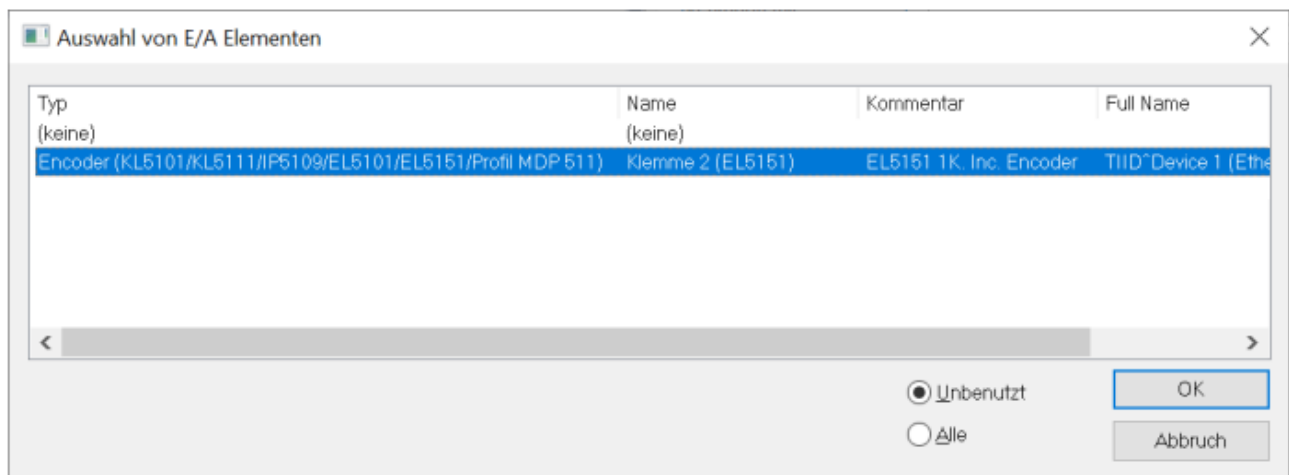 Auswahl von E/A Elementen
Typ Name Kommentar Full Name
(keine) (keine)
Encoder (KL5101/KL5111/IP5109/EL5101/EL5151/Profil MDP 511) Klemme 2 (EL5151) EL5151 1K. Inc. Encoder TIID^Device 1 (Ethe
Unbenutzt OK
Alle Abbruch